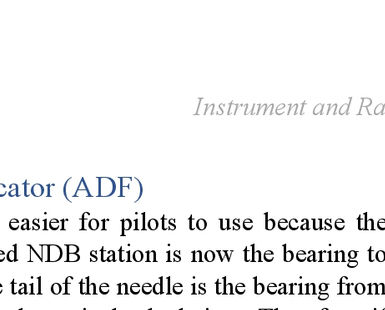 Instrument and Ra
cator (ADF)
easier for pilots to use because the
ed NDB station is now the bearing to
e tail of the needle is the bearing from